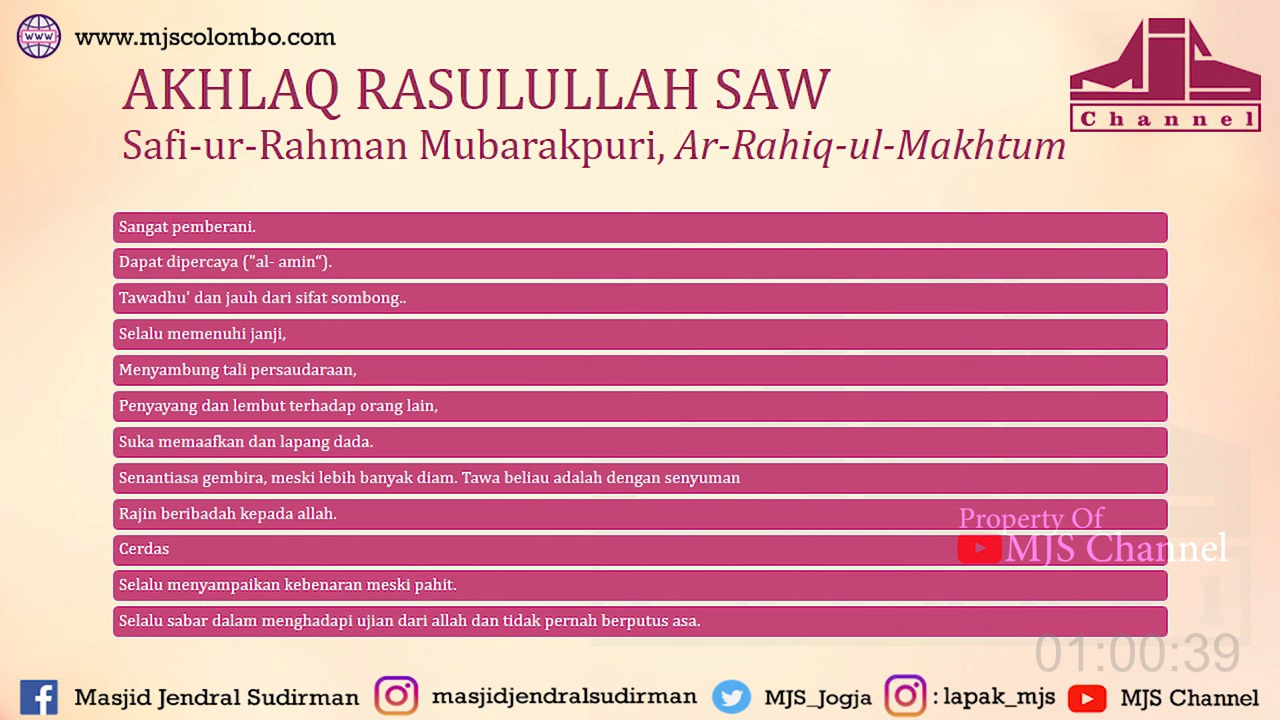 www.mjscolombo.com
AKHLAQ RASULULLAH SAW
Safi-ur-Rahman Mubarakpuri, Ar-Rahiq-ul-Makhtum
MJS
Channel
Sangat pemberani.
Dapat dipercaya ("al- amin“).
Tawadhu' dan jauh dari sifat sombong..
Selalu memenuhi janji,
Menyambung tali persaudaraan,
Penyayang dan lembut terhadap orang lain,
Suka memaafkan dan lapang dada.
Senantiasa gembira, meski lebih banyak diam. Tawa beliau adalah dengan senyuman
Rajin beribadah kepada allah.
Cerdas
Selalu menyampaikan kebenaran meski pahit.
Selalu sabar dalam menghadapi ujian dari allah dan tidak pernah berputus asa.
Property Of
MJS Channel
01:00:39
Masjid Jendral Sudirman masjidjendralsudirman MJS_Jogja : lapak_mjs MJS Channel